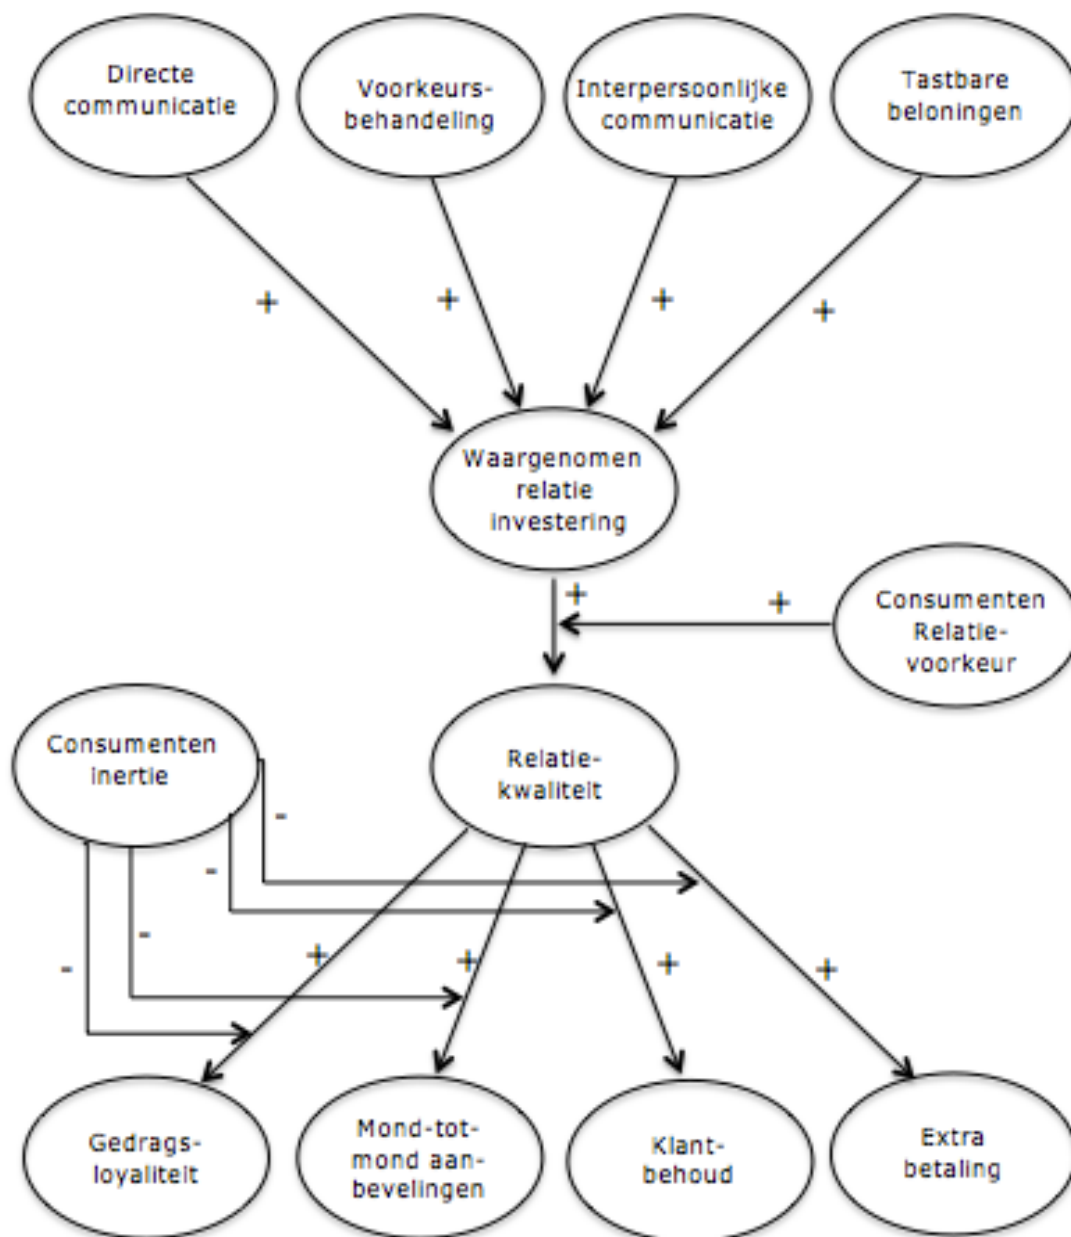 Directe
communicatie
Voorkeurs-
behandeling
Interpersoonlijke
communicatie
Tastbare
beloningen
+
+
+
+
Waargenomen
relatie
investering
+
+
Consumenten
Relatie-
voorkeur
Consumenten
inertie
Relatie-
kwaliteit
-
-
-
-
+
+
+
+
Gedrags-
loyaliteit
Mond-tot-
mond aan-
bevelingen
Klant-
behoud
Extra
betaling